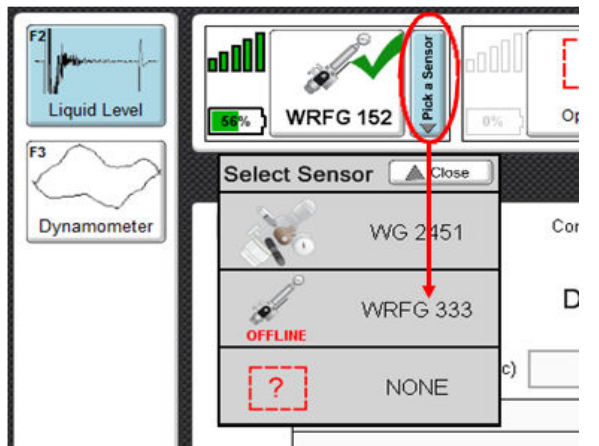 F2
Liquid Level
F3
Dynamometer
56%
WRFG 152
Pick a Sensor
0%
Op
Select Sensor
Close
WG 2451
WRFG 333
OFFLINE
?
NONE
Con
D
c)